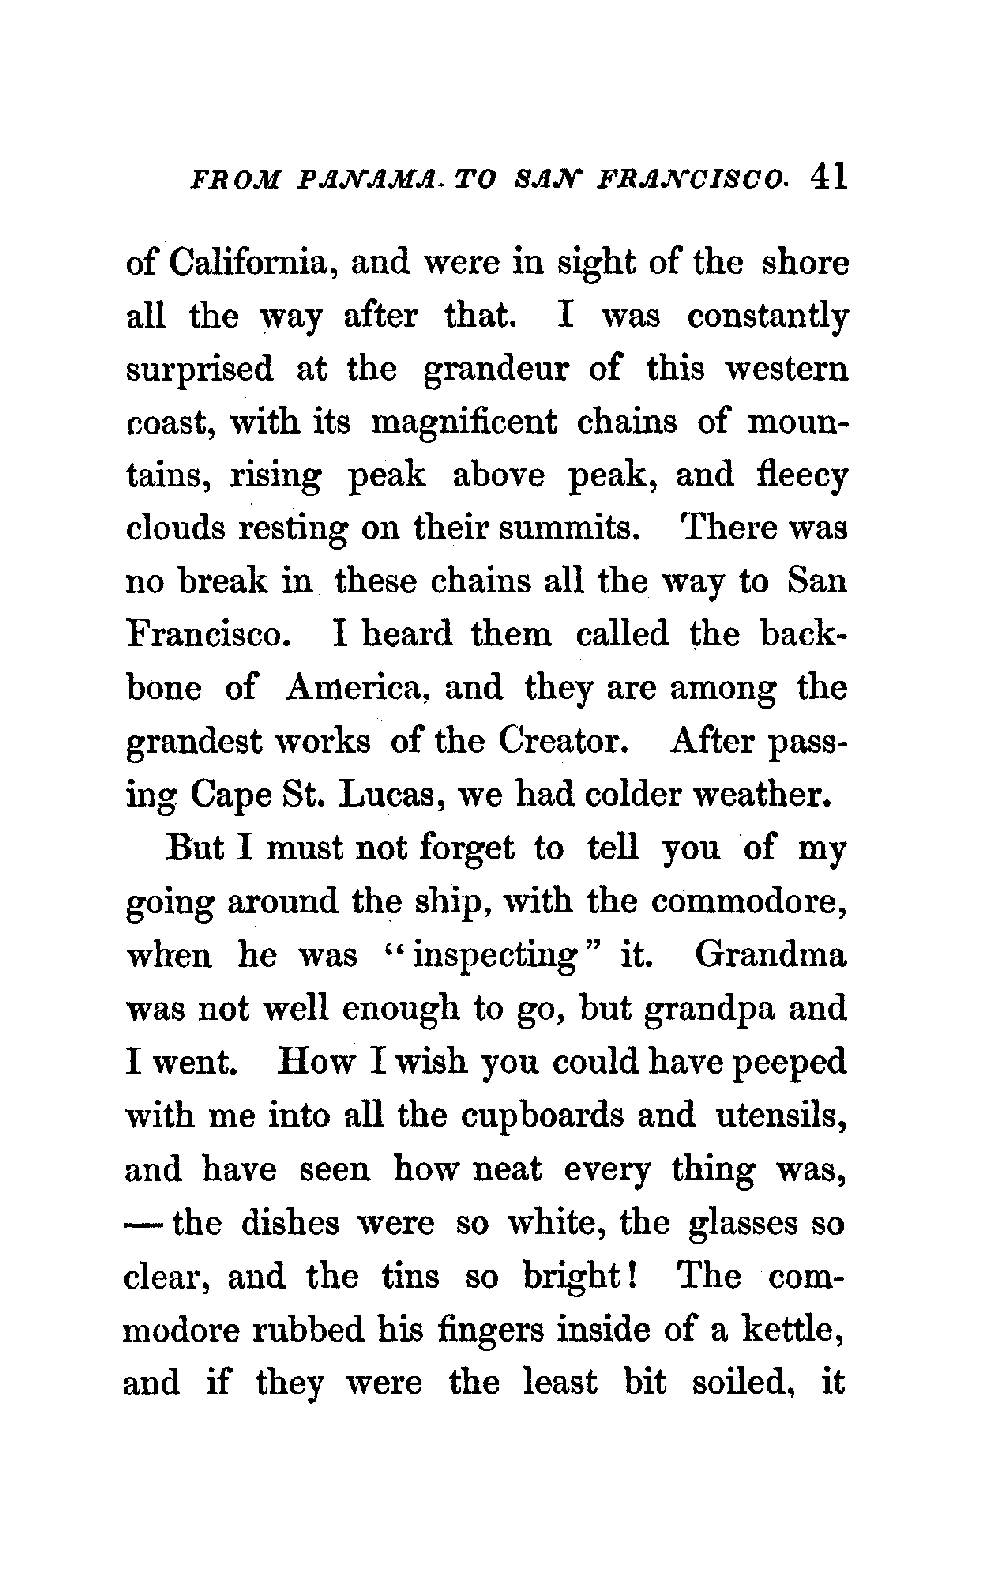 FROM PANAMA TO SAN FRANCISCO. 41
of California, and were in sight of the shore
all the way after that. I was constantly
surprised at the grandeur of this western
coast, with its magnificent chains of moun-
tains, rising peak above peak, and fleecy
clouds resting on their summits. There was
no break in these chains all the way to San
Francisco. I heard them called the back-
bone of America, and they are among the
grandest works of the Creator. After pass-
ing Cape St. Lucas, we had colder weather.
But I must not forget to tell you of my
going around the ship, with the commodore,
when he was “inspecting” it. Grandma
was not well enough to go, but grandpa and
I went. How I wish you could have peeped
with me into all the cupboards and utensils,
and have seen how neat every thing was,
— the dishes were so white, the glasses so
clear, and the tins so bright! The com-
modore rubbed his fingers inside of a kettle,
and if they were the least bit soiled, it